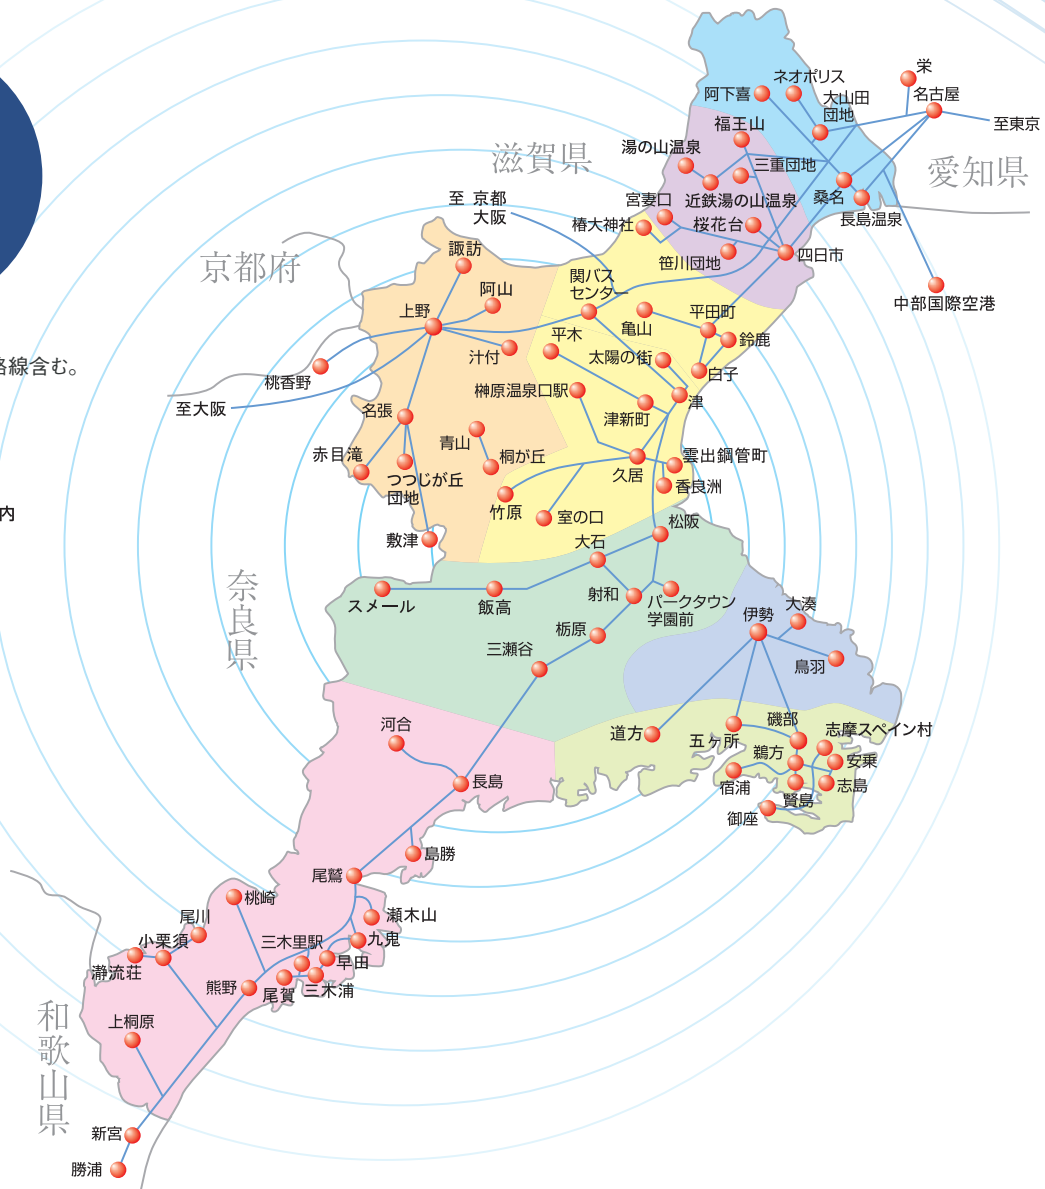 栄
ネオポリス
阿下喜
大山田
団地
名古屋
至東京
福王山
湯の山温泉
三重団地
滋賀県
愛知県
至 京都
大阪
宮妻口
近鉄湯の山温泉
桑名
長島温泉
椿大神社
桜花台
笹川団地
四日市
京都府
諏訪
関バス
センター
中部国際空港
阿山
上野
亀山
平田町
平木
鈴鹿
汁付
太陽の街
路線含む。
桃香野
白子
榊原温泉口駅
至大阪
名張
津
津新町
青山
赤目滝
桐が丘
雲出鋼管町
つつじが丘
団地
久居
香良洲
竹原
室の口
内
松阪
敷津
大石
奈良県
スメール
飯高
射和
パークタウン
学園前
大湊
伊勢
栃原
三瀬谷
鳥羽
河合
道方
五ヶ所
磯部
志摩スペイン村
鵜方
安乗
長島
宿浦
賢島
志島
御座
島勝
尾鷲
桃崎
尾川
瀬木山
小栗須
三木里駅
九鬼
瀞流荘
早田
熊野
尾賀
三木浦
和歌山県
上桐原
新宮
勝浦